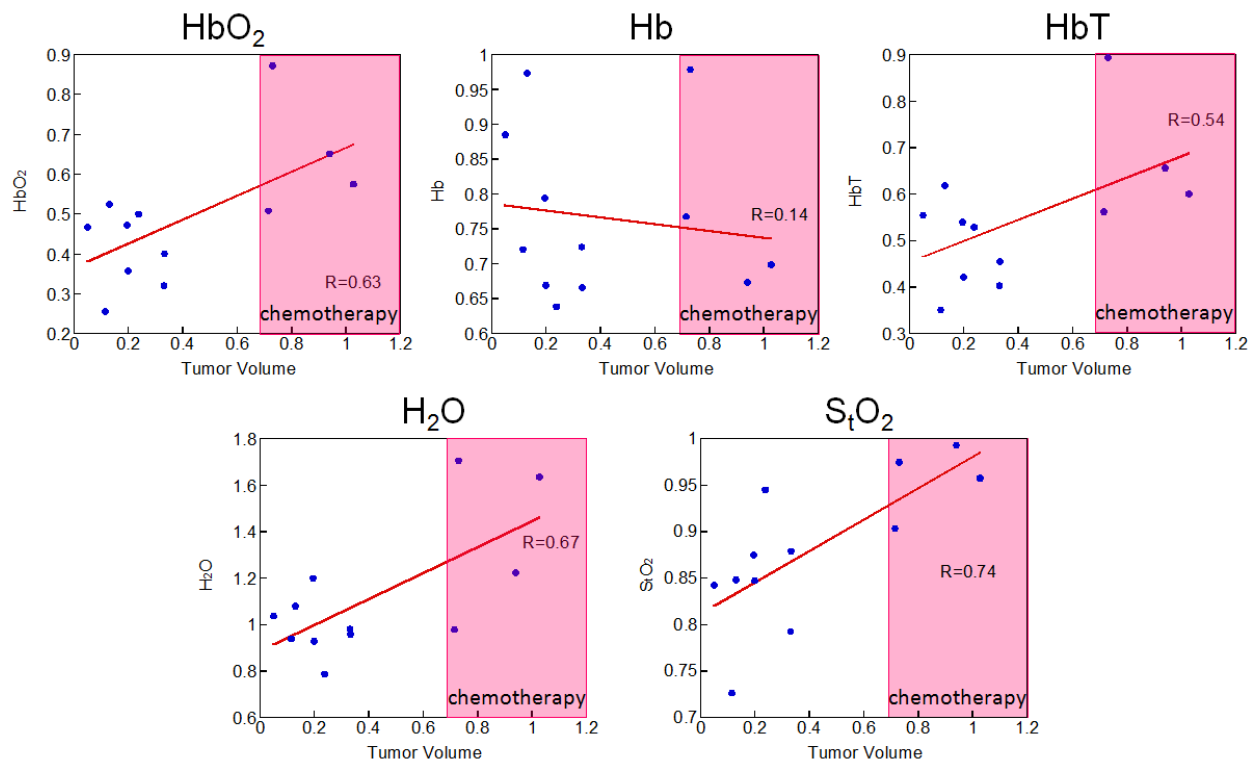 HbO₂
0.9
0.8
0.7
0.6
0.5
0.4
0.3
0.2
HbO₂
R=0.63
chemotherapy
0 0.2 0.4 0.6 0.8 1 1.2
Tumor Volume
Hb
1
0.95
0.9
0.85
0.8
0.75
0.7
0.65
0.6
Hb
R=0.14
chemotherapy
0 0.2 0.4 0.6 0.8 1 1.2
Tumor Volume
HbT
0.9
0.8
0.7
0.6
0.5
0.4
0.3
HbT
R=0.54
chemotherapy
0 0.2 0.4 0.6 0.8 1 1.2
Tumor Volume
H₂O
1.8
1.6
1.4
1.2
1
0.8
0.6
H₂O
R=0.67
chemotherapy
0 0.2 0.4 0.6 0.8 1 1.2
Tumor Volume
SₜO₂
1
0.95
0.9
0.85
0.8
0.75
0.7
StO₂
R=0.74
chemotherapy
0 0.2 0.4 0.6 0.8 1 1.2
Tumor Volume